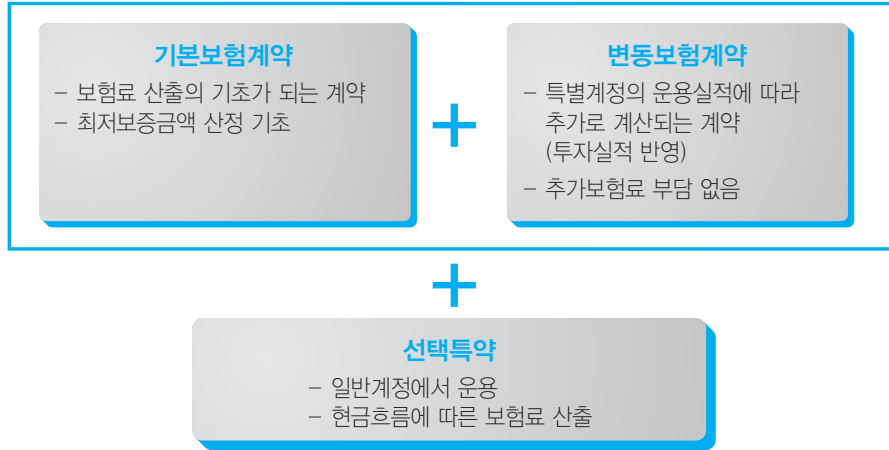 기본보험계약
– 보험료 산출의 기초가 되는 계약
– 최저보증금액 산정 기초
+
변동보험계약
– 특별계정의 운용실적에 따라
추가로 계산되는 계약
(투자실적 반영)
– 추가보험료 부담 없음
+
선택특약
– 일반계정에서 운용
– 현금흐름에 따른 보험료 산출